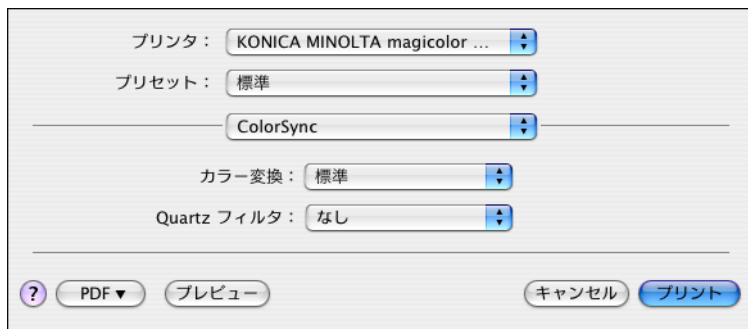 プリンタ： KONICA MINOLTA magicolor ...
プリセット： 標準
ColorSync
カラー変換： 標準
Quartz フィルタ： なし
? PDF▼ プレビュー キャンセル プリント